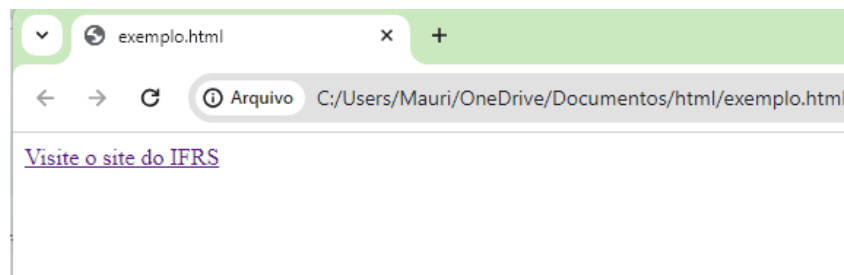 exemplo.html
Arquivo C:/Users/Mauri/OneDrive/Documentos/html/exemplo.html
Visite o site do IFRS